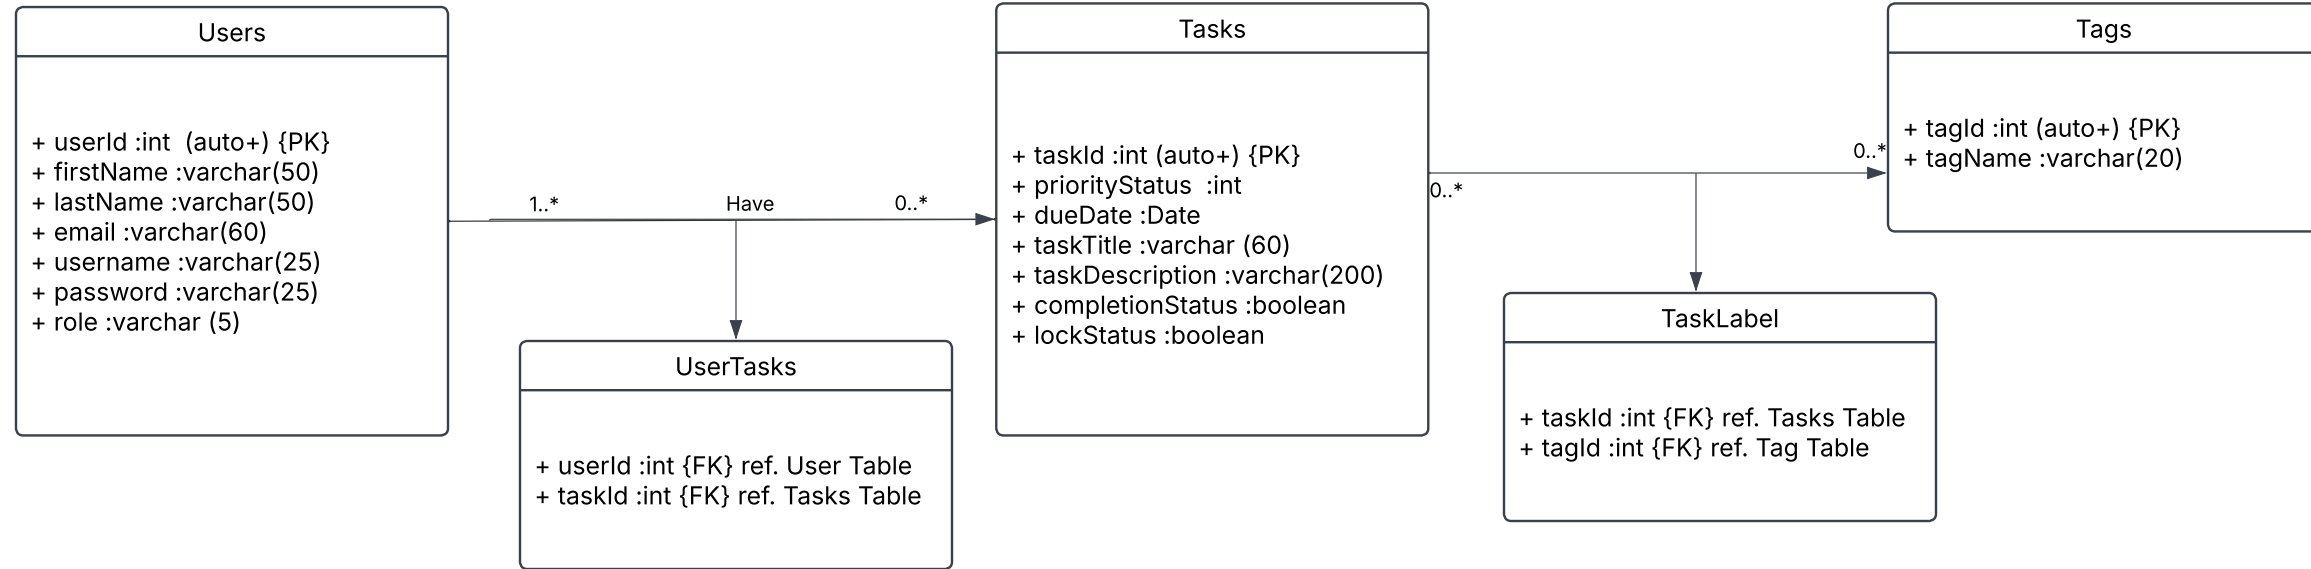 Users
+ userId :int  (auto+) {PK}
+ firstName :varchar(50)
+ lastName :varchar(50)
+ email :varchar(60)
+ username :varchar(25)
+ password :varchar(25)
+ role :varchar (5)
1..*
Have
0..*
UserTasks
+ userId :int {FK} ref. User Table
+ taskId :int {FK} ref. Tasks Table
Tasks
+ taskId :int (auto+) {PK}
+ priorityStatus  :int
+ dueDate :Date
+ taskTitle :varchar (60)
+ taskDescription :varchar(200)
+ completionStatus :boolean
+ lockStatus :boolean
0..*
0..*
TaskLabel
+ taskId :int {FK} ref. Tasks Table
+ tagId :int {FK} ref. Tag Table
Tags
+ tagId :int (auto+) {PK}
+ tagName :varchar(20)